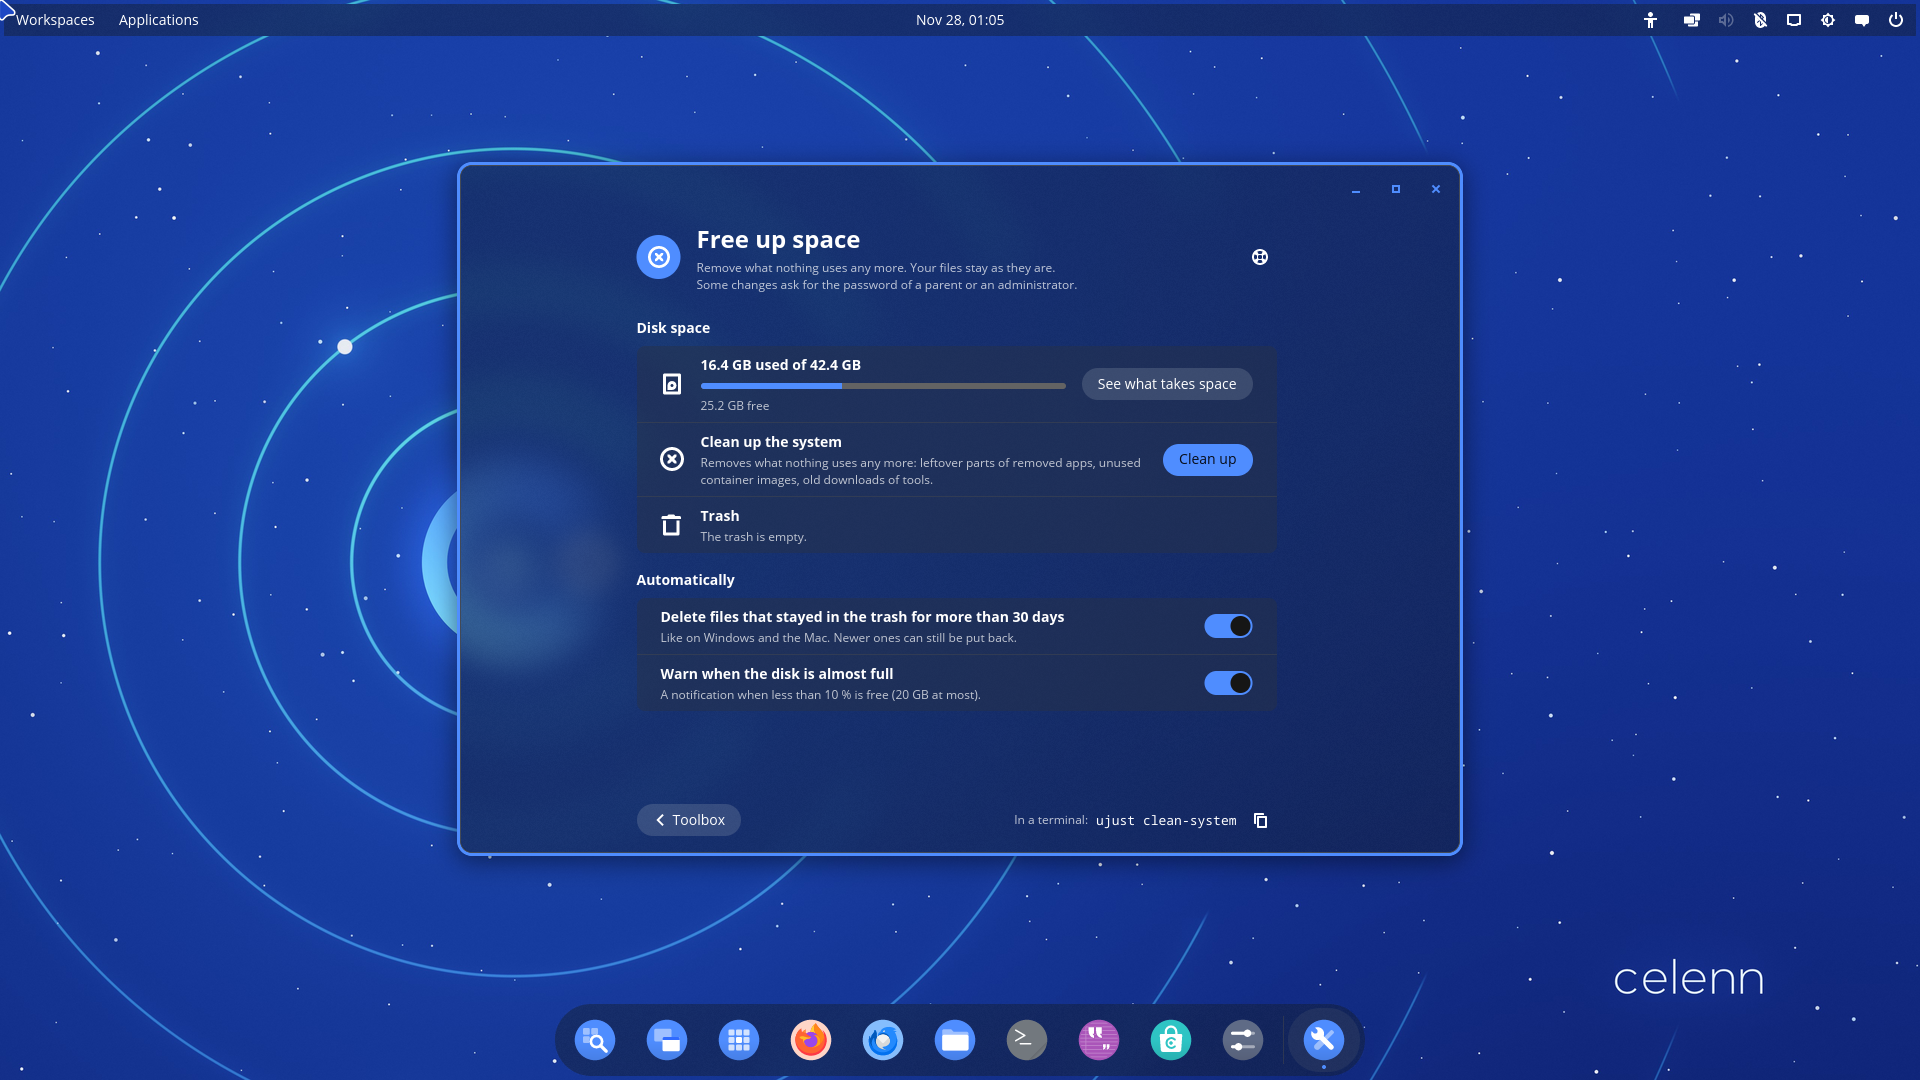 Workspaces
Applications
Nov 28, 01:05
Free up space
Remove what nothing uses any more. Your files stay as they are.
Some changes ask for the password of a parent or an administrator.
Disk space
16.4 GB used of 42.4 GB
25.2 GB free
See what takes space
Clean up the system
Removes what nothing uses any more: leftover parts of removed apps, unused
container images, old downloads of tools.
Clean up
Trash
The trash is empty.
Automatically
Delete files that stayed in the trash for more than 30 days
Like on Windows and the Mac. Newer ones can still be put back.
Warn when the disk is almost full
A notification when less than 10 % is free (20 GB at most).
Toolbox
In a terminal: ujust clean-system
celenn